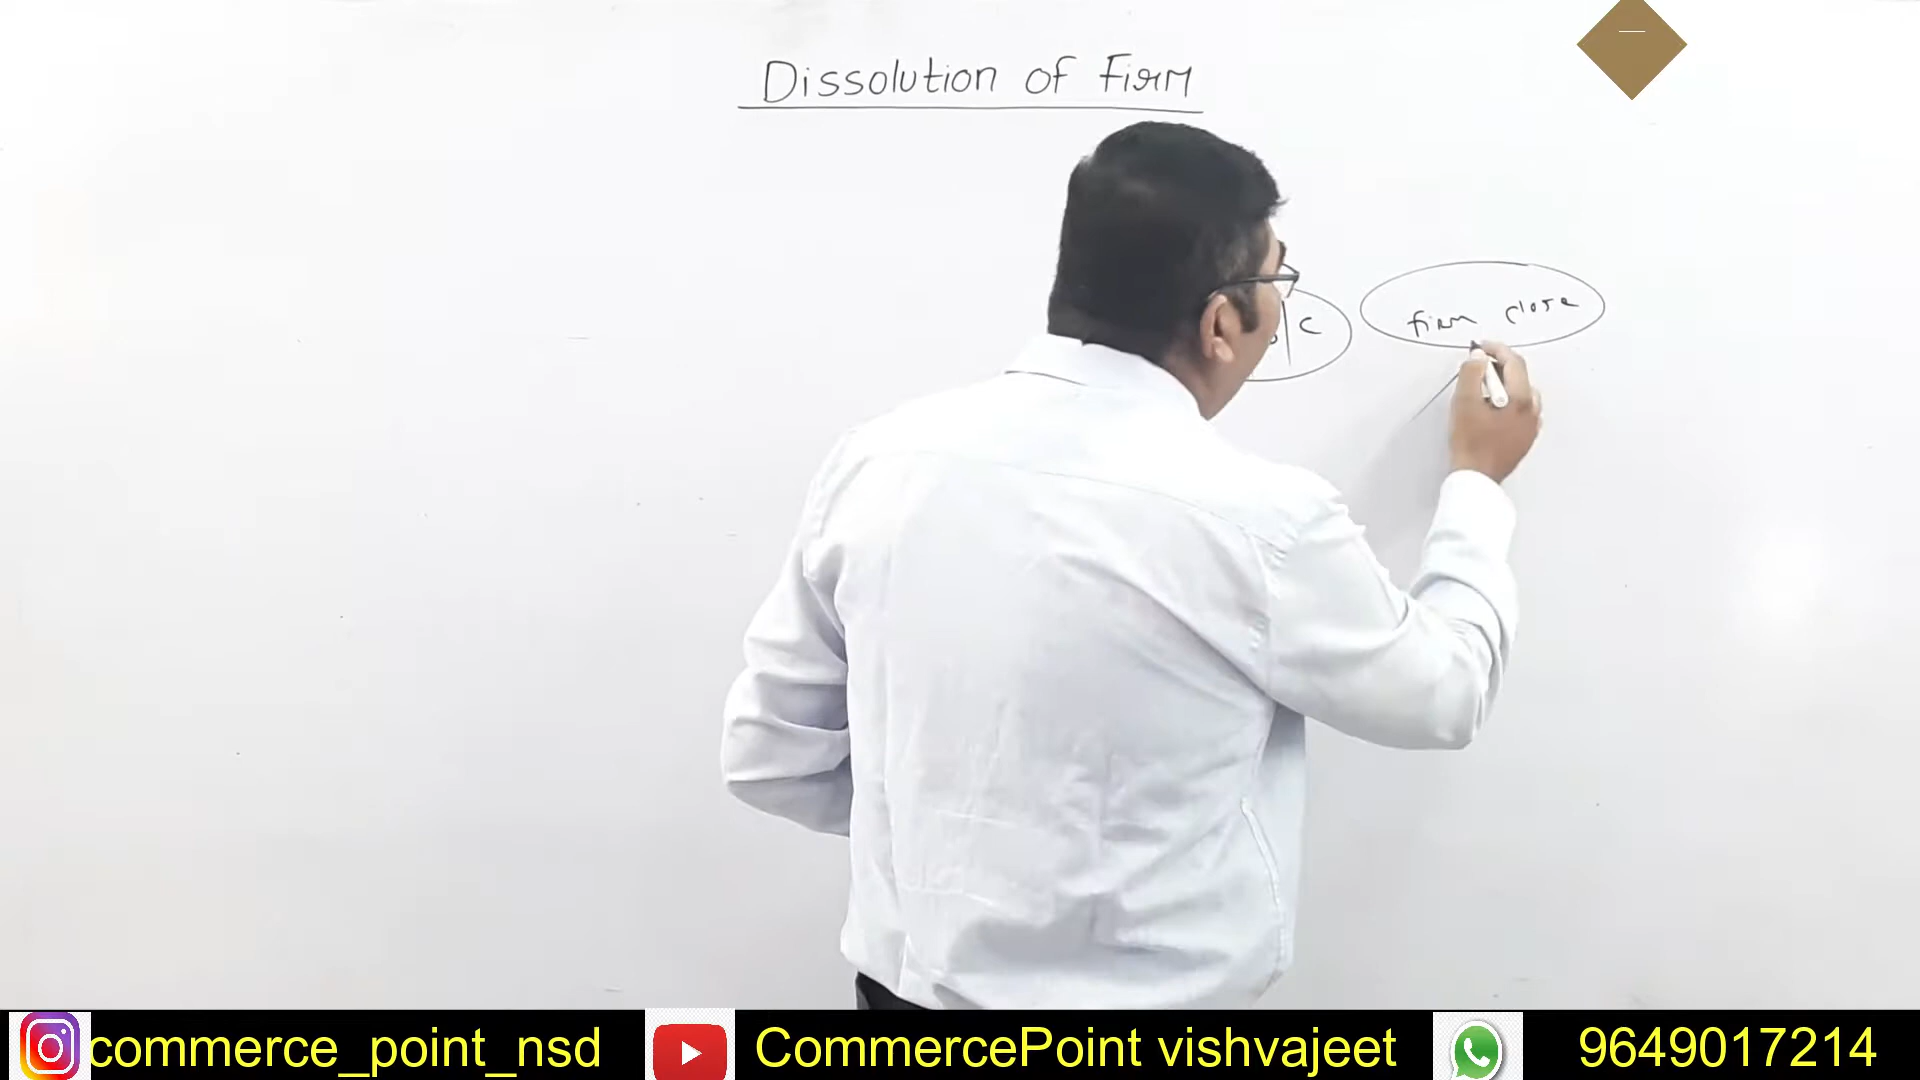 Dissolution of Firm
C
firm close
commerce_point_nsd
CommercePoint vishvajeet
9649017214